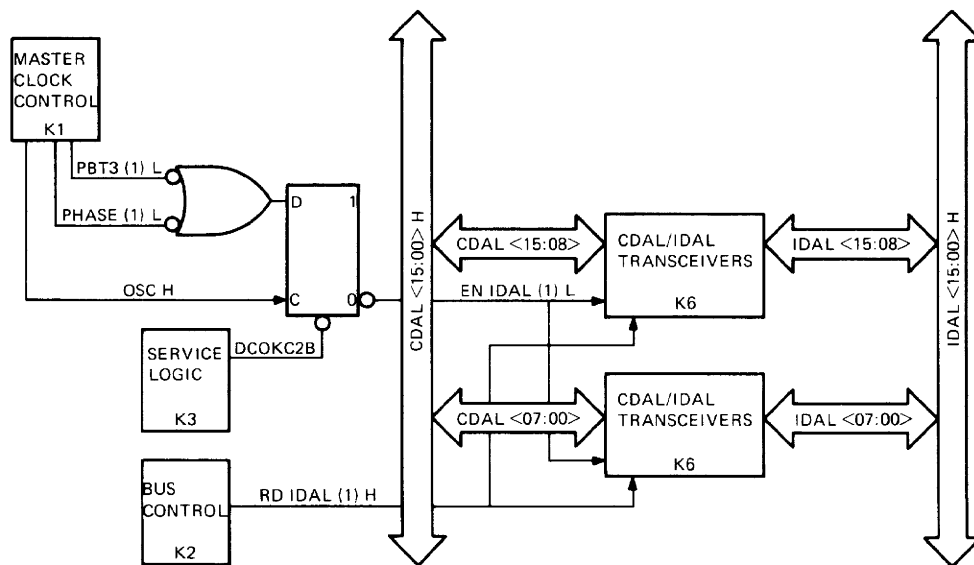 MASTER
CLOCK
CONTROL
K1
PBT3 (1) L
PHASE (1) L
OSC H
D 1
C 0
SERVICE
LOGIC
K3
DCOKC2B
BUS
CONTROL
K2
RD IDAL (1) H
CDAL <15:00> H
CDAL <15:08>
EN IDAL (1) L
CDAL/IDAL
TRANSCEIVERS
K6
IDAL <15:08>
CDAL <07:00>
CDAL/IDAL
TRANSCEIVERS
K6
IDAL <07:00>
IDAL <15:00> H